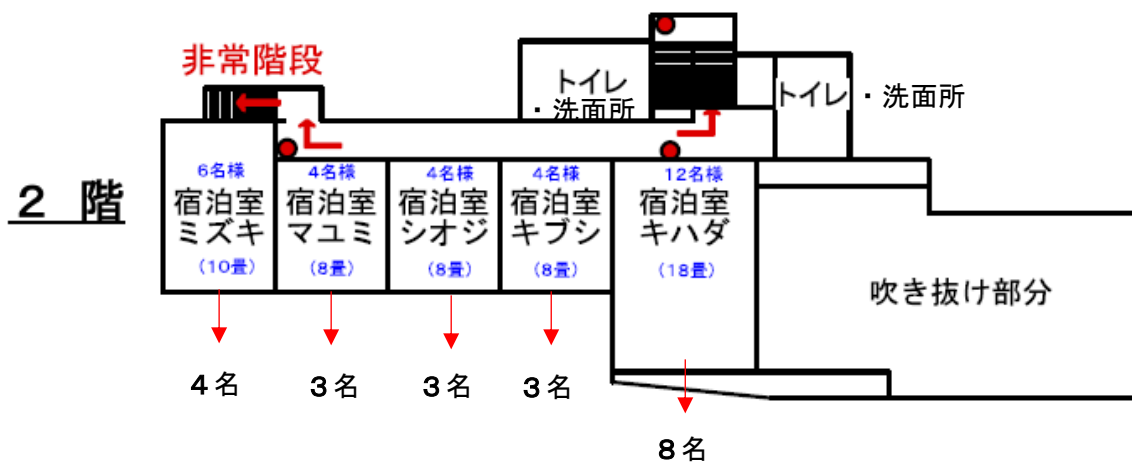 非常階段
トイレ
・洗面所
トイレ
・洗面所
2 階
6名様
宿泊室
ミズキ
(10畳)
4名様
宿泊室
マユミ
(8畳)
4名様
宿泊室
シオジ
(8畳)
4名様
宿泊室
キブシ
(8畳)
12名様
宿泊室
キハダ
(18畳)
吹き抜け部分
4名
3名
3名
3名
8名